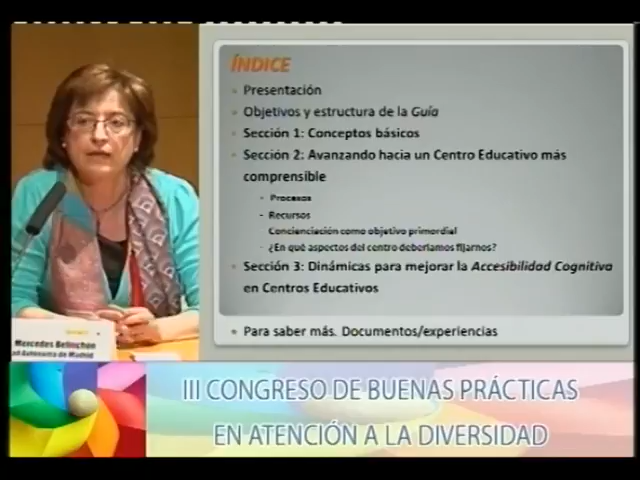 ÍNDICE
Presentación
Objetivos y estructura de la Guía
Sección 1: Conceptos básicos
Sección 2: Avanzando hacia un Centro Educativo más
comprensible
- Procesos
- Recursos
Concienciación como objetivo primordial
- ¿En qué aspectos del centro deberíamos fijarnos?
Sección 3: Dinámicas para mejorar la Accesibilidad Cognitiva
en Centros Educativos
Para saber más. Documentos/experiencias
Mercedes Belinchon
Autónoma de Madrid
III CONGRESO DE BUENAS PRÁCTICAS
EN ATENCIÓN A LA DIVERSIDAD